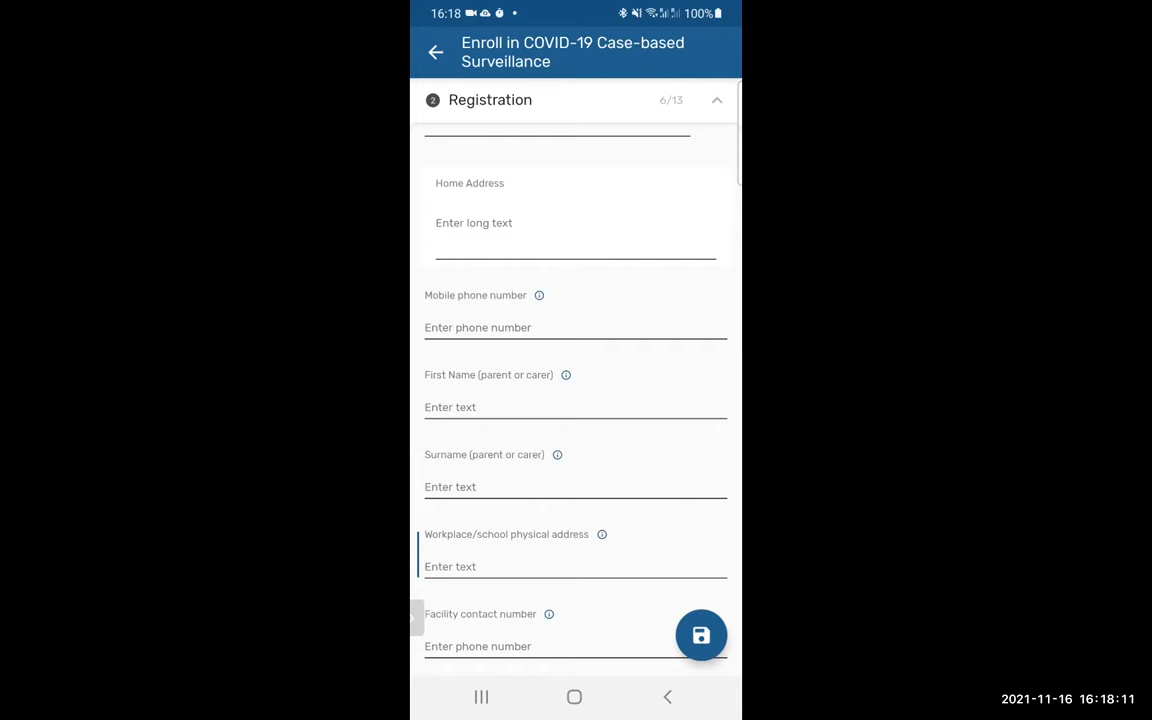 16:18
100%
Enroll in COVID-19 Case-based
Surveillance
2 Registration 6/13
Home Address
Enter long text
Mobile phone number
Enter phone number
First Name (parent or carer)
Enter text
Surname (parent or carer)
Enter text
Workplace/school physical address
Enter text
Facility contact number
Enter phone number
2021-11-16 16:18:11